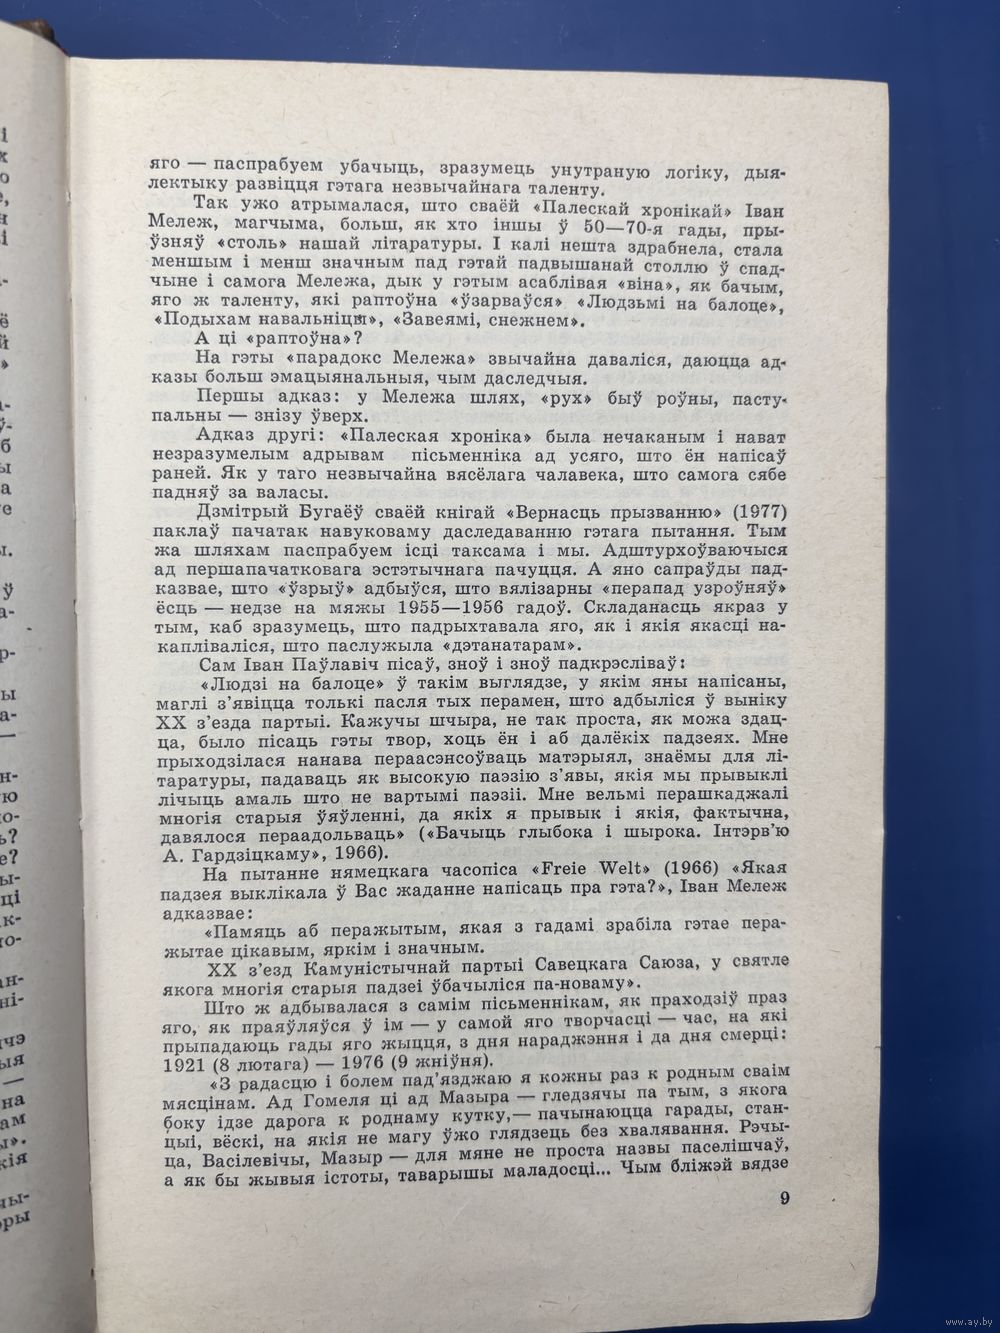 яго — паспрабуем убачыць, зразумець унутраную логіку, дыя-
лектыку развіцця гэтага незвычайнага таленту.
Так ужо атрымалася, што сваёй «Палескай хронікай» Іван
Мележ, магчыма, больш, як хто іншы ў 50—70-я гады, пры-
ўзняў «столь» нашай літаратуры. І калі нешта здрабнела, стала
меншым і менш значным пад гэтай падвышанай столлю ў спад-
чыне і самога Мележа, дык у гэтым асаблівая «віна», як бачым,
яго ж таленту, які раптоўна «ўзарваўся» «Людзьмі на балоце»,
«Подыхам навальніцы», «Завеямі, снежнем».
А ці «раптоўна»?
На гэты «парадокс Мележа» звычайна даваліся, даюцца ад-
казы больш эмацыянальныя, чым даследчыя.
Першы адказ: у Мележа шлях, «рух» быў роўны, пасту-
пальны — знізу ўверх.
Адказ другі: «Палеская хроніка» была нечаканым і нават
незразумелым адрывам пісьменніка ад усяго, што ён напісаў
раней. Як у таго незвычайна вясёлага чалавека, што самога сябе
падняў за валасы.
Дзмітрый Бугаёў сваёй кнігай «Вернасць прызванню» (1977)
паклаў пачатак навуковаму даследаванню гэтага пытання. Тым
жа шляхам паспрабуем ісці таксама і мы. Адштурхоўваючыся
ад першапачатковага эстэтычнага пачуцця. А яно сапраўды пад-
казвае, што «ўзрыў» адбыўся, што вялізарны «перапад узроўняў»
ёсць — недзе на мяжы 1955—1956 гадоў. Складанасць якраз у
тым, каб зразумець, што падрыхтавала яго, як і якія якасці на-
капліваліся, што паслужыла «дэтанатарам».
Сам Іван Паўлавіч пісаў, зноў і зноў падкрэсліваў:
«Людзі на балоце» ў такім выглядзе, у якім яны напісаны,
маглі з'явіцца толькі пасля тых перамен, што адбыліся ў выніку
XX з'езда партыі. Кажучы шчыра, не так проста, як можа здац-
ца, было пісаць гэты твор, хоць ён і аб далёкіх падзеях. Мне
прыходзілася нанава пераасэнсоўваць матэрыял, знаёмы для лі-
таратуры, падаваць як высокую паэзію з'явы, якія мы прывыклі
лічыць амаль што не вартымі паэзіі. Мне вельмі перашкаджалі
многія старыя ўяўленні, да якіх я прывык і якія, фактычна,
давялося пераадольваць» («Бачыць глыбока і шырока. Інтэрв'ю
А. Гардзіцкаму», 1966).
На пытанне нямецкага часопіса «Freie Welt» (1966) «Якая
падзея выклікала ў Вас жаданне напісаць пра гэта?», Іван Мележ
адказвае:
«Памяць аб перажытым, якая з гадамі зрабіла гэтае пера-
жытае цікавым, яркім і значным.
XX з'езд Камуністычнай партыі Савецкага Саюза, у святле
якога многія старыя падзеі ўбачыліся па-новаму».
Што ж адбывалася з самім пісьменнікам, як праходзіў праз
яго, як праяўляўся ў ім — у самой яго творчасці — час, на які
прыпадаюць гады яго жыцця, з дня нараджэння і да дня смерці:
1921 (8 лютага) — 1976 (9 жніўня).
«З радасцю і болем пад'язджаю я кожны раз к родным сваім
мясцінам. Ад Гомеля ці ад Мазыра — гледзячы па тым, з якога
боку ідзе дарога к роднаму кутку,— пачынаюцца гарады, стан-
цыі, вёскі, на якія не магу ўжо глядзець без хвалявання. Рэчы-
ца, Васілевічы, Мазыр — для мяне не проста назвы паселішчаў,
а як бы жывыя істоты, таварышы маладосці... Чым бліжэй вядзе
9
www.ay.by